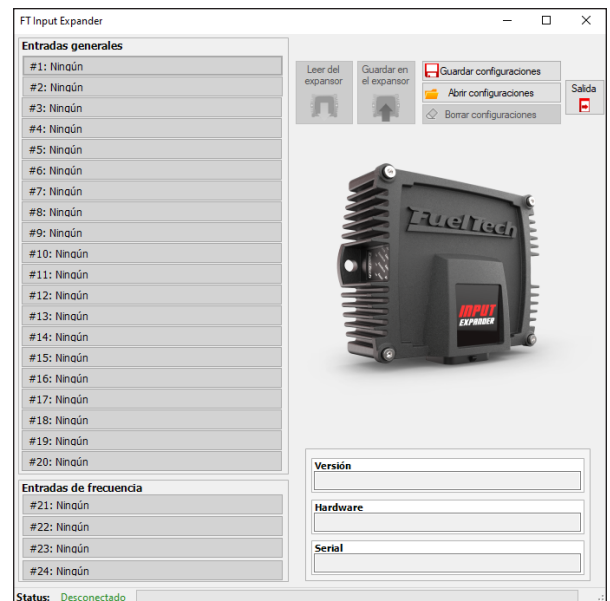 FT Input Expander
Entradas generales
#1: Ningún
#2: Ningún
#3: Ningún
#4: Ningún
#5: Ningún
#6: Ningún
#7: Ningún
#8: Ningún
#9: Ningún
#10: Ningún
#11: Ningún
#12: Ningún
#13: Ningún
#14: Ningún
#15: Ningún
#16: Ningún
#17: Ningún
#18: Ningún
#19: Ningún
#20: Ningún
Entradas de frecuencia
#21: Ningún
#22: Ningún
#23: Ningún
#24: Ningún
Leer del
expansor
Guardar en
el expansor
Guardar configuraciones
Abrir configuraciones
Borrar configuraciones
Salida
FuelTech
INPUT
EXPANDER
Versión
Hardware
Serial
Status: Desconectado